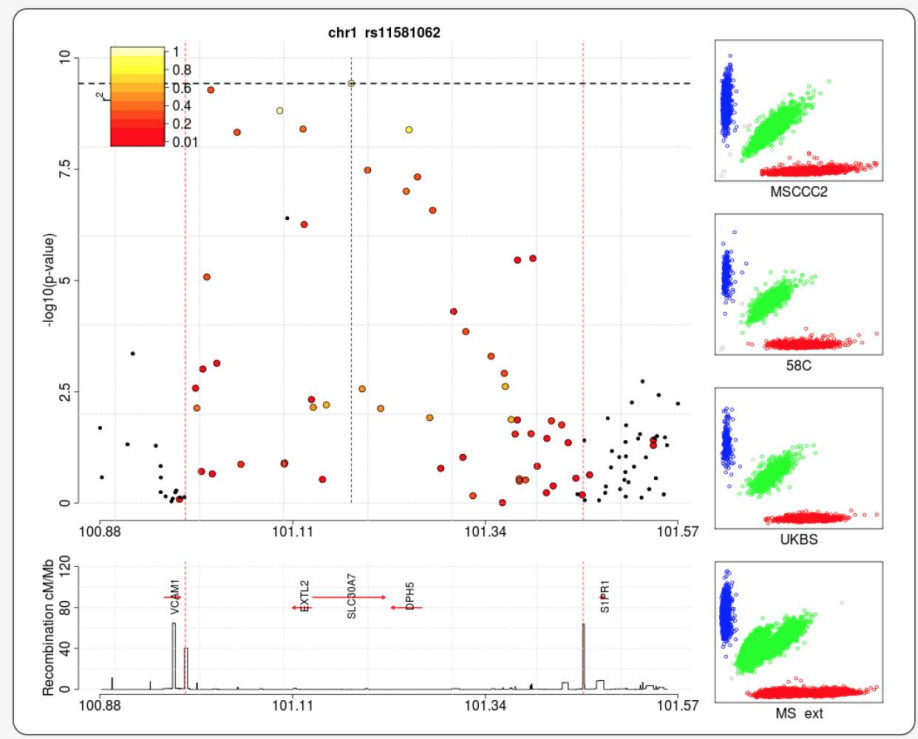 chr1 rs11581062
r2
1
0.8
0.6
0.4
0.2
0.01
-log10(p-value)
10
7.5
5
2.5
0
100.88 101.11 101.34 101.57
Recombination cM/Mb
120
80
40
0
VCAM1
EXTL2
SLC30A7
DPH5
S1PR1
100.88 101.11 101.34 101.57
MSCCC2
58C
UKBS
MS ext